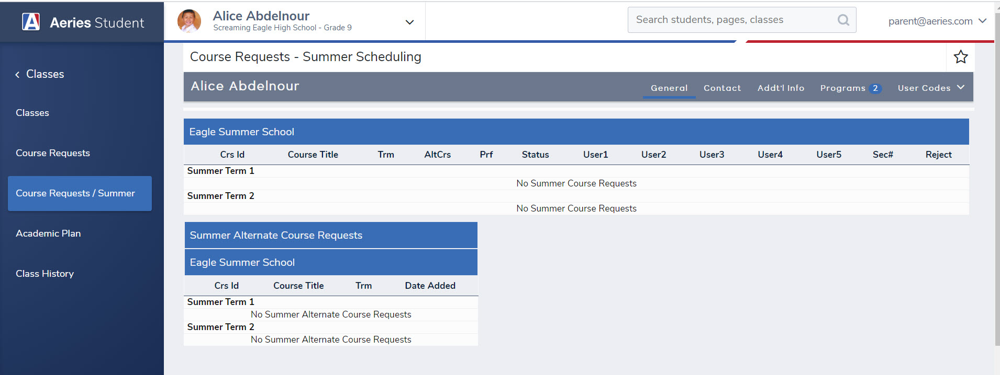 Aeries Student
Alice Abdelnour
Screaming Eagle High School - Grade 9
Search students, pages, classes
parent@aeries.com
Classes
Classes
Course Requests
Course Requests / Summer
Academic Plan
Class History
Course Requests - Summer Scheduling
Alice Abdelnour
General Contact Addt'l Info Programs 2 User Codes
Eagle Summer School
Crs Id Course Title Trm AltCrs Prf Status User1 User2 User3 User4 User5 Sec# Reject
Summer Term 1
No Summer Course Requests
Summer Term 2
No Summer Course Requests
Summer Alternate Course Requests
Eagle Summer School
Crs Id Course Title Trm Date Added
Summer Term 1
No Summer Alternate Course Requests
Summer Term 2
No Summer Alternate Course Requests